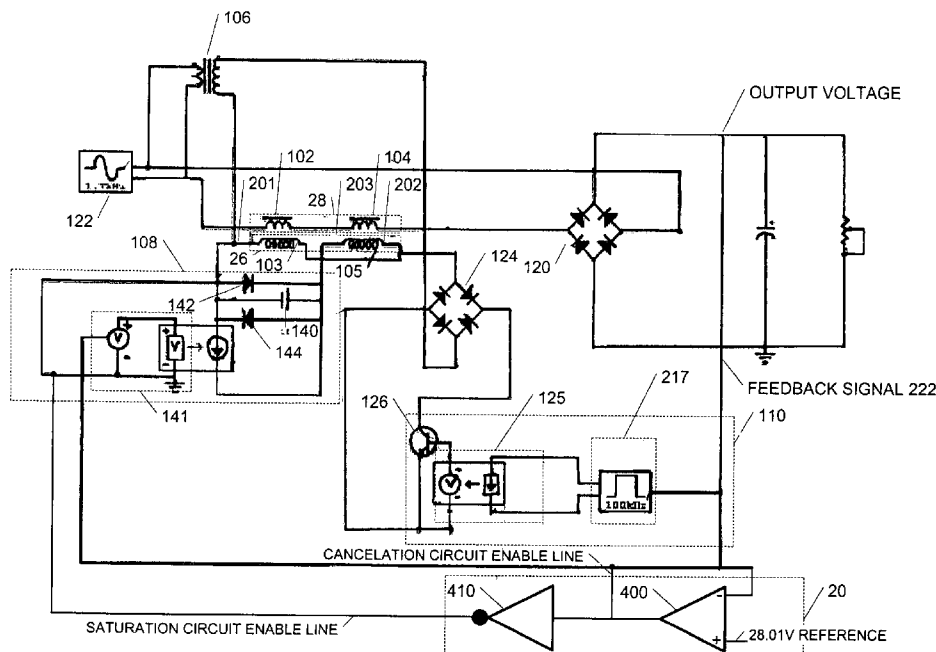 106
OUTPUT VOLTAGE
102
104
201
28
203
202
122
26
103
105
124
120
108
142
140
144
V
V
141
126
125
217
FEEDBACK SIGNAL 222
110
V
100kHz
CANCELATION CIRCUIT ENABLE LINE
410
400
20
SATURATION CIRCUIT ENABLE LINE
28.01V REFERENCE